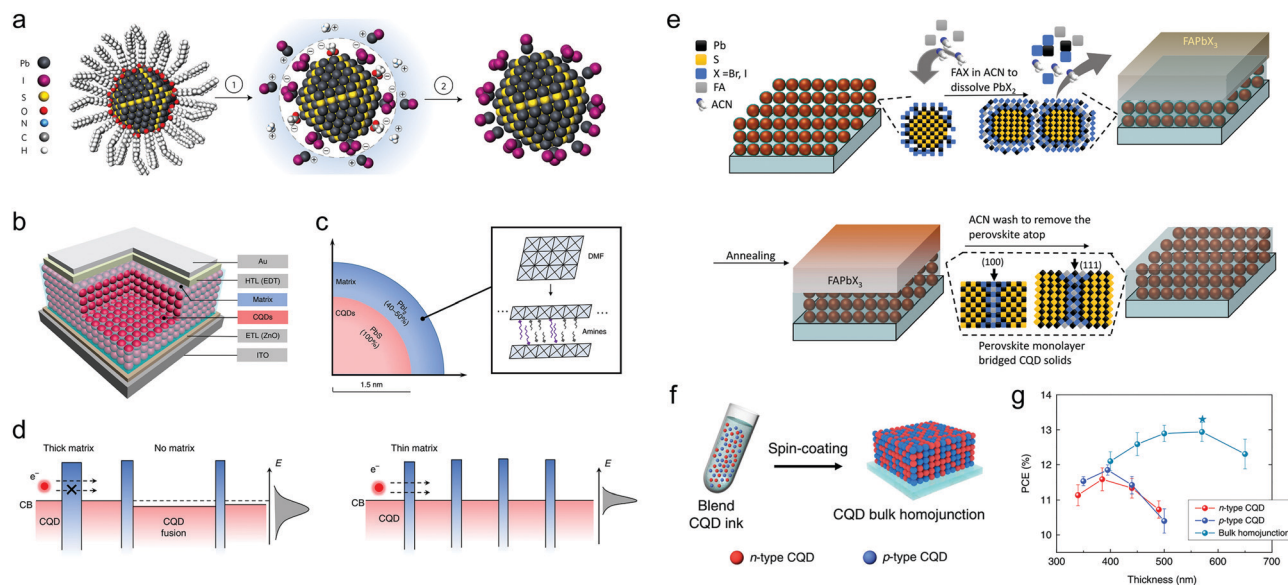 a
Pb
I
S
O
N
C
H
1
2
b
Au
HTL (EDT)
Matrix
CQDs
ETL (ZnO)
ITO
c
Matrix
PbI2
(40–50%)
CQDs
PbS
(100%)
1.5 nm
DMF
Amines
d
Thick matrix
No matrix
E
e–
CB
CQD
CQD
fusion
Thin matrix
E
e–
CB
CQD
e
Pb
S
X =Br, I
FA
ACN
FAX in ACN to
dissolve PbX2
FAPbX3
Annealing
FAPbX3
ACN wash to remove the
perovskite atop
(100)
(111)
Perovskite monolayer
bridged CQD solids
f
Spin-coating
Blend
CQD ink
CQD bulk homojunction
n-type CQD
p-type CQD
g
PCE (%)
13
12
11
10
n-type CQD
p-type CQD
Bulk homojunction
400
500
600
700
Thickness (nm)